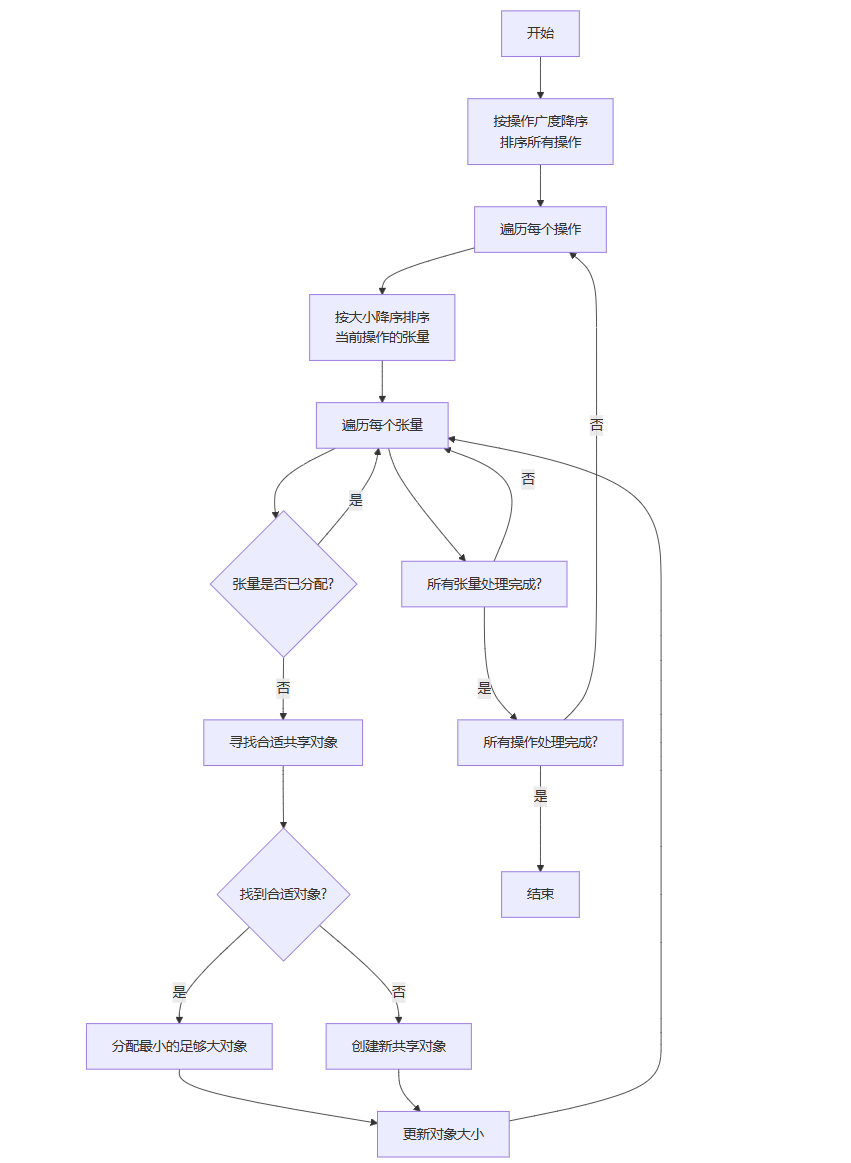 开始
按操作广度降序
排序所有操作
遍历每个操作
按大小降序排序
当前操作的张量
否
遍历每个张量
否
是
张量是否已分配?
所有张量处理完成?
否
是
寻找合适共享对象
所有操作处理完成?
是
找到合适对象?
结束
是
否
分配最小的足够大对象
创建新共享对象
更新对象大小